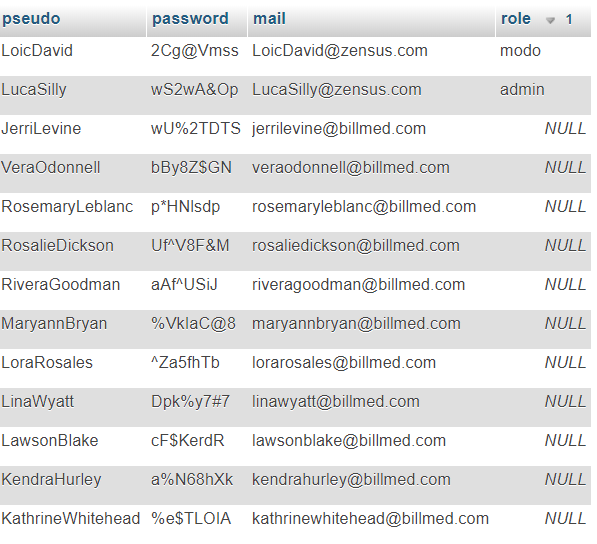 pseudo password mail role 1
LoicDavid 2Cg@Vmss LoicDavid@zensus.com modo
LucaSilly wS2wA&Op LucaSilly@zensus.com admin
JerriLevine wU%2TDTS jerrilevine@billmed.com NULL
VeraOdonnell bBy8Z$GN veraodonnell@billmed.com NULL
RosemaryLeblanc p*HNlsdp rosemaryleblanc@billmed.com NULL
RosalieDickson Uf^V8F&M rosaliedickson@billmed.com NULL
RiveraGoodman aAf^USiJ riveragoodman@billmed.com NULL
MaryannBryan %VklaC@8 maryannbryan@billmed.com NULL
LoraRosales ^Za5fhTb lorarosales@billmed.com NULL
LinaWyatt Dpk%y7#7 linawyatt@billmed.com NULL
LawsonBlake cF$KerdR lawsonblake@billmed.com NULL
KendraHurley a%N68hXk kendrahurley@billmed.com NULL
KathrineWhitehead %e$TLOIA kathrinewhitehead@billmed.com NULL